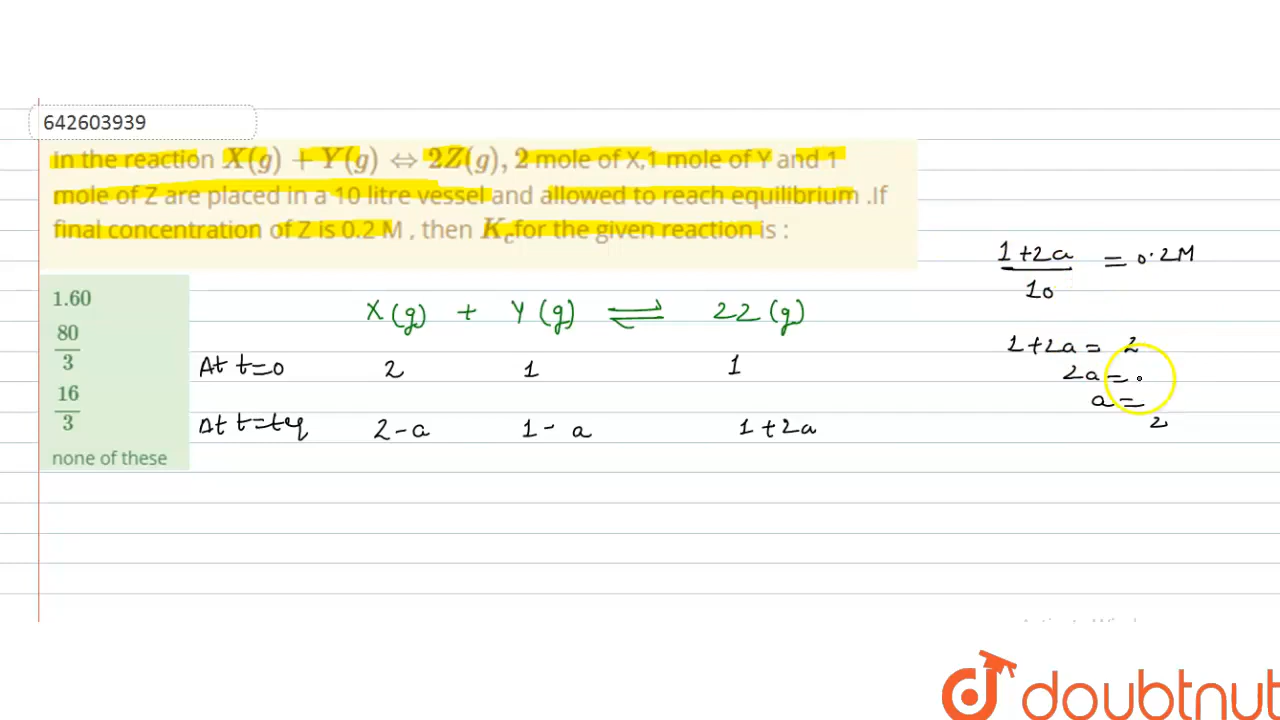 642603939
In the reaction X(g) + Y(g) ⇔ 2Z(g), 2 mole of X,1 mole of Y and 1
mole of Z are placed in a 10 litre vessel and allowed to reach equilibrium .If
final concentration of Z is 0.2 M , then Kc for the given reaction is :
1.60
80/3
16/3
none of these
X(g) + Y(g) ⇌ 2Z(g)
At t=0 2 1 1
At t=teq 2-a 1-a 1+2a
(1+2a)/10 = 0.2M
1+2a = 2
2a =
a =
2
doubtnut